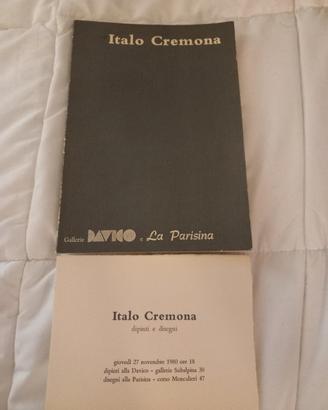 Italo Cremona
Gallerie DAVICO e La Parisina
Italo Cremona
dipinti e disegni
giovedì 27 novembre 1980 ore 18
dipinti alla Davico - galleria Subalpina 30
disegni alla Parisina - corso Moncalieri 47